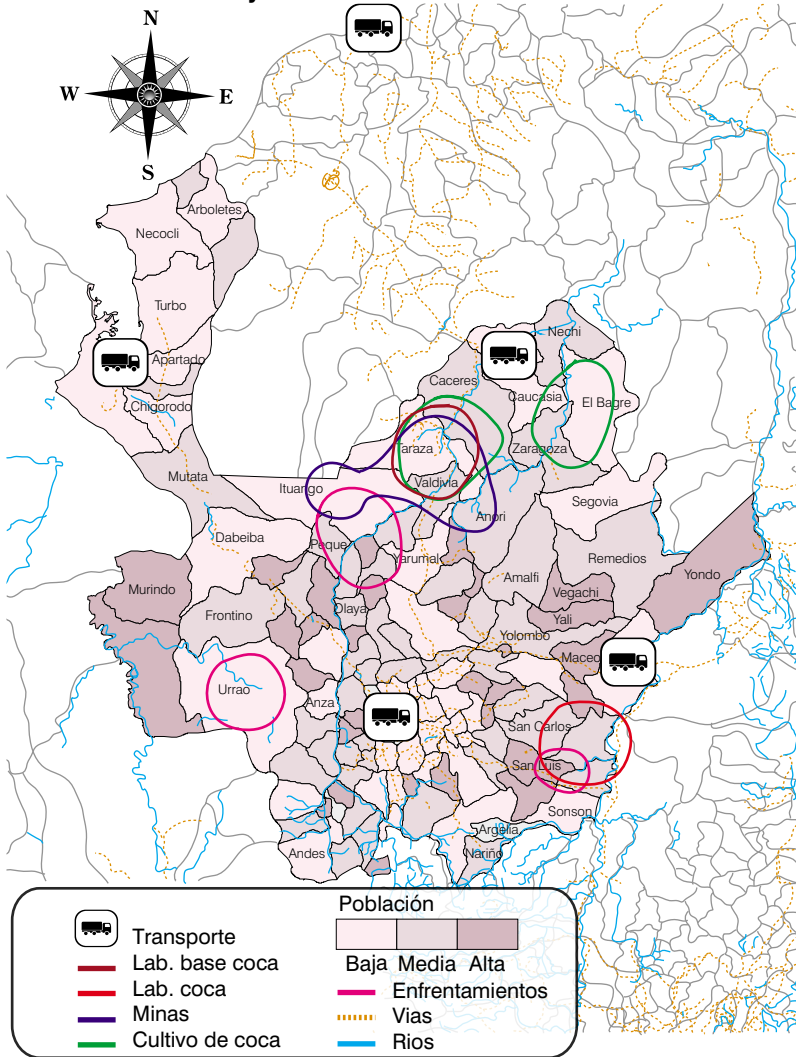 N
W E
S
Arboletes
Necocli
Turbo
Nechi
Apartado
Caceres
Caucasia
El Bagre
Chigorodo
Taraza
Zaragoza
Mutata
Valdivia
Ituango
Segovia
Anori
Dabeiba
Peque
Yarumal
Remedios
Yondo
Amalfi
Murindo
Vegachi
Frontino
Olaya
Yali
Yolombo
Maceo
Urrao
Anza
San Carlos
San Luis
Sonson
Argelia
Andes
Nariño
Población
Transporte
Baja Media Alta
Lab. base coca
Lab. coca
Enfrentamientos
Minas
Vias
Cultivo de coca
Rios